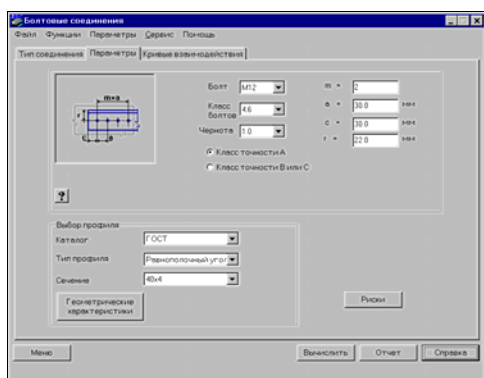 Болтовые соединения
Файл Функции Параметры Сервис Помощь
Тип соединения Параметры Кривые взаимодействия
m×a
r
c a
Болт М12
Класс болтов 4.6
Чернота 1.0
Класс точности А
Класс точности В или С
m = 2
a = 30.0 мм
c = 30.0 мм
r = 22.0 мм
?
Выбор профиля
Каталог ГОСТ
Тип профиля Равнополочный угол
Сечение 40x4
Геометрические
характеристики
Риски
Меню Вычислить Отчет Справка